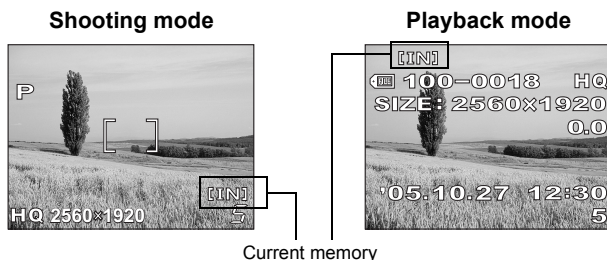 Shooting mode
P
[IN]
HQ 2560×1920 5
Current memory
Playback mode
[IN]
100-0018 HQ
SIZE: 2560×1920
0.0
'05.10.27 12:30
5